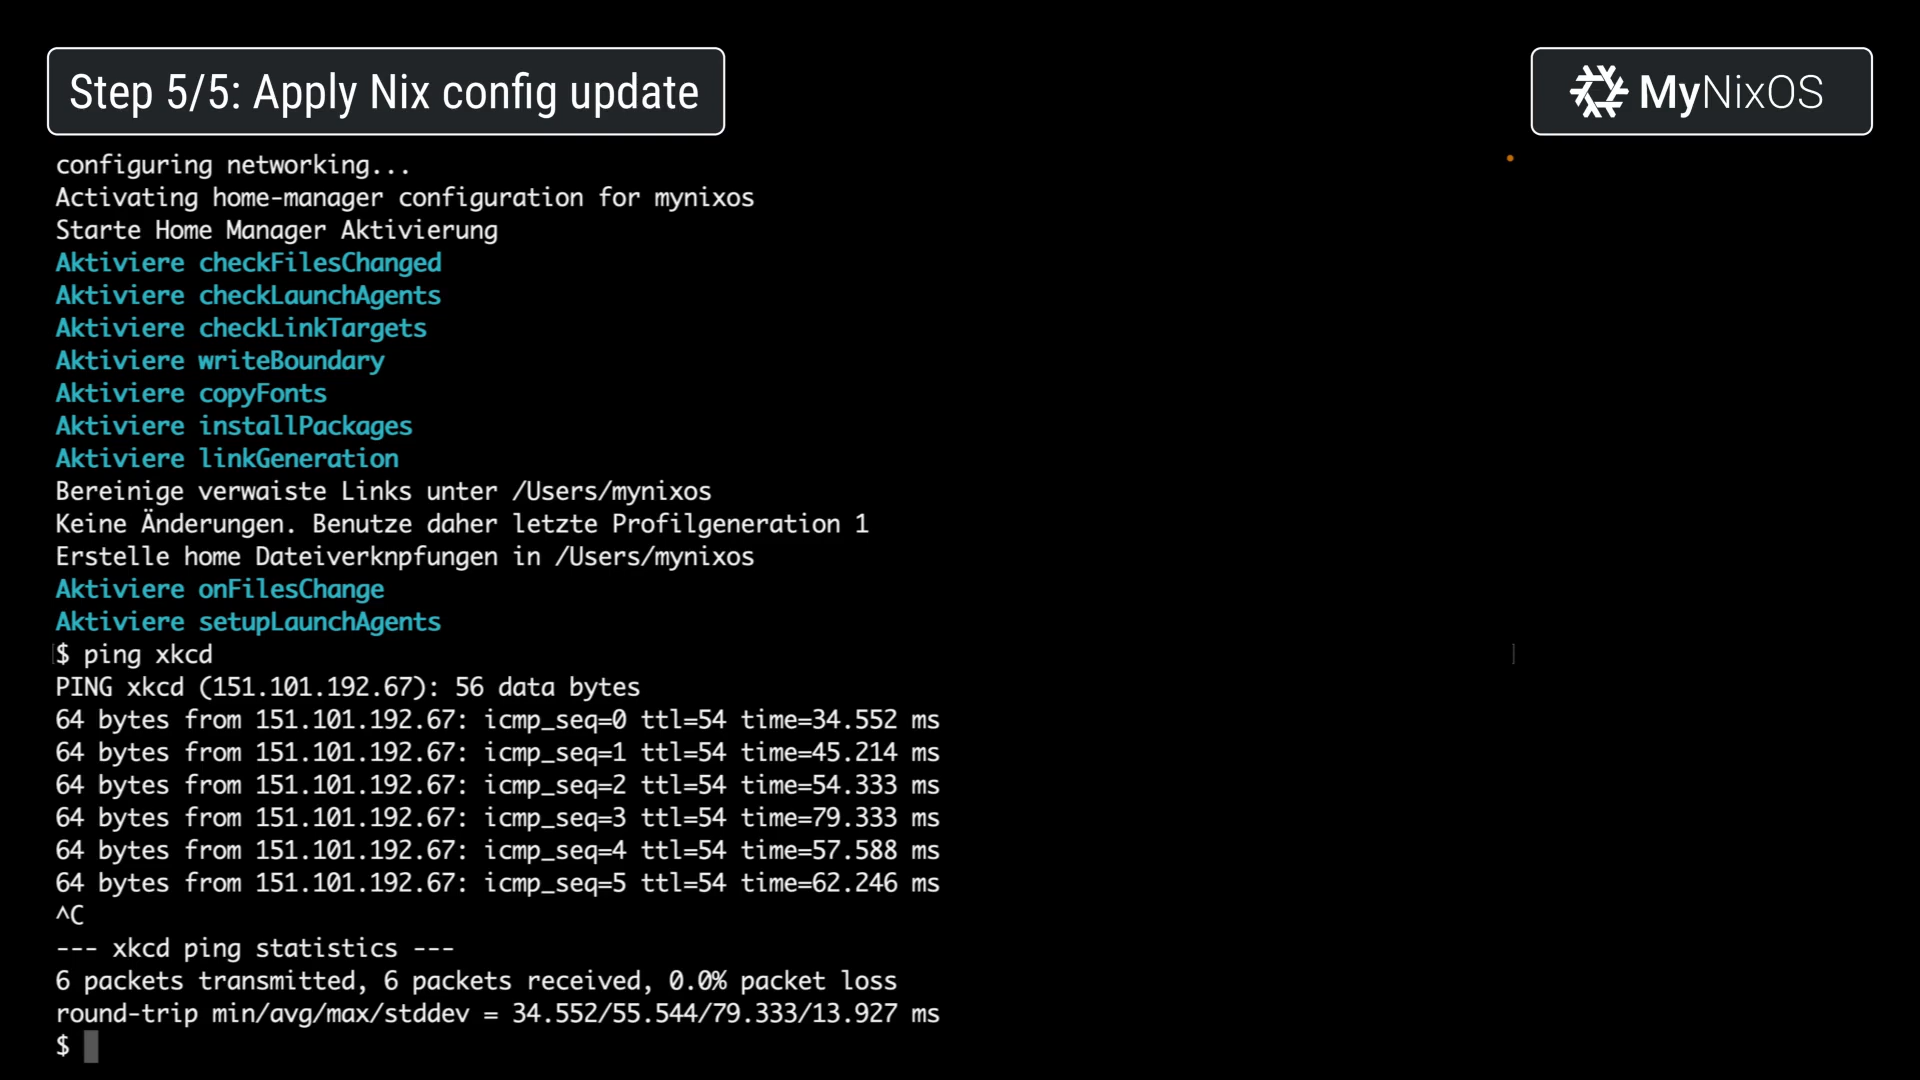 Step 5/5: Apply Nix config update
MyNixOS
configuring networking...
Activating home-manager configuration for mynixos
Starte Home Manager Aktivierung
Aktiviere checkFilesChanged
Aktiviere checkLaunchAgents
Aktiviere checkLinkTargets
Aktiviere writeBoundary
Aktiviere copyFonts
Aktiviere installPackages
Aktiviere linkGeneration
Bereinige verwaiste Links unter /Users/mynixos
Keine Änderungen. Benutze daher letzte Profilgeneration 1
Erstelle home Dateiverknpfungen in /Users/mynixos
Aktiviere onFilesChange
Aktiviere setupLaunchAgents
[$ ping xkcd ]
PING xkcd (151.101.192.67): 56 data bytes
64 bytes from 151.101.192.67: icmp_seq=0 ttl=54 time=34.552 ms
64 bytes from 151.101.192.67: icmp_seq=1 ttl=54 time=45.214 ms
64 bytes from 151.101.192.67: icmp_seq=2 ttl=54 time=54.333 ms
64 bytes from 151.101.192.67: icmp_seq=3 ttl=54 time=79.333 ms
64 bytes from 151.101.192.67: icmp_seq=4 ttl=54 time=57.588 ms
64 bytes from 151.101.192.67: icmp_seq=5 ttl=54 time=62.246 ms
^C
--- xkcd ping statistics ---
6 packets transmitted, 6 packets received, 0.0% packet loss
round-trip min/avg/max/stddev = 34.552/55.544/79.333/13.927 ms
$